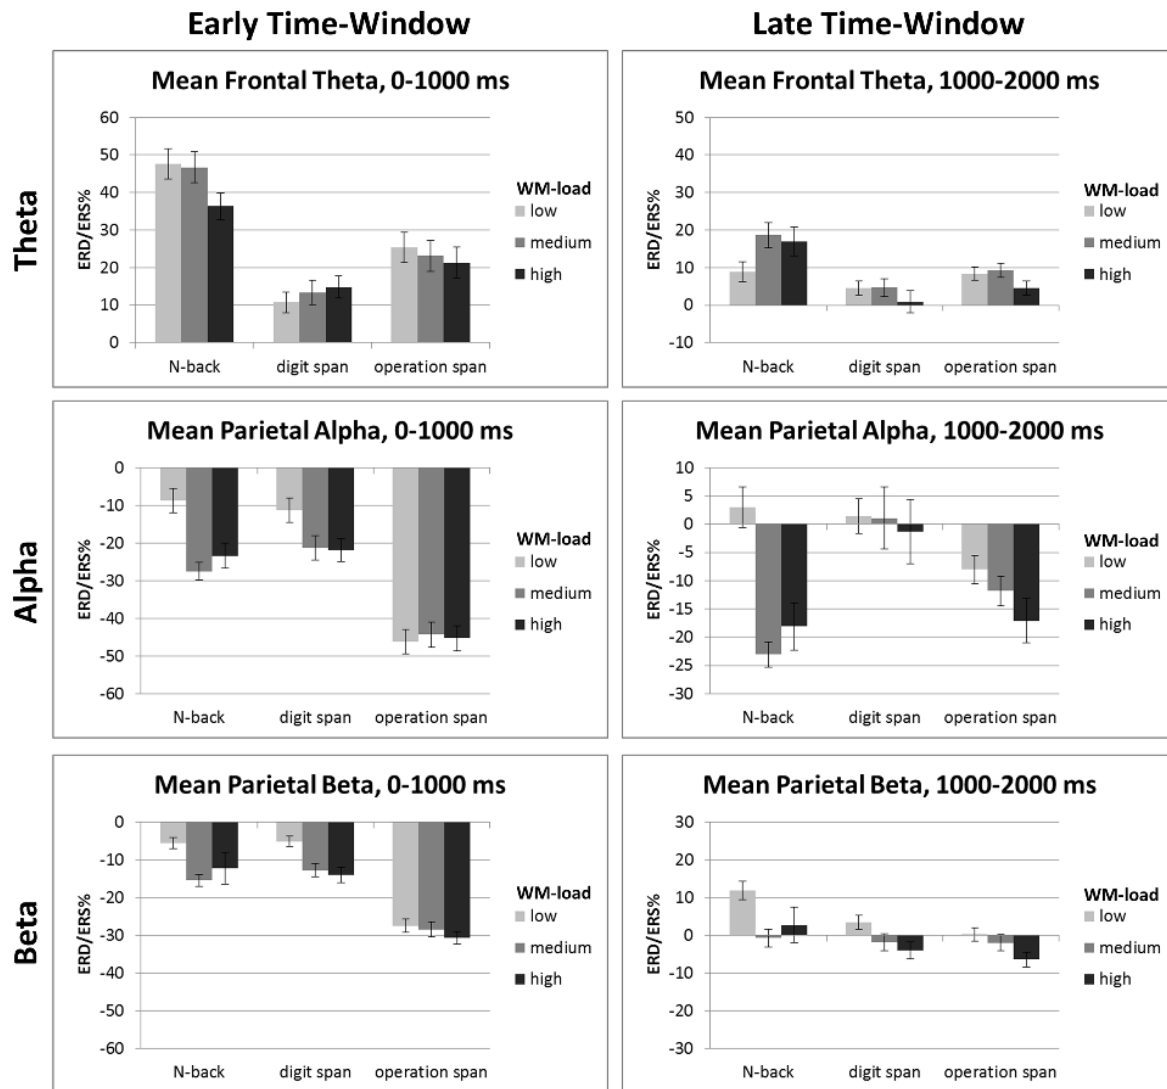 Early Time-Window
Late Time-Window
Theta
Mean Frontal Theta, 0-1000 ms
ERD/ERS%
60
50
40
30
20
10
0
N-back digit span operation span
WM-load
low
medium
high
Mean Frontal Theta, 1000-2000 ms
ERD/ERS%
50
40
30
20
10
0
-10
N-back digit span operation span
WM-load
low
medium
high
Alpha
Mean Parietal Alpha, 0-1000 ms
ERD/ERS%
0
-10
-20
-30
-40
-50
-60
N-back digit span operation span
WM-load
low
medium
high
Mean Parietal Alpha, 1000-2000 ms
ERD/ERS%
10
5
0
-5
-10
-15
-20
-25
-30
N-back digit span operation span
WM-load
low
medium
high
Beta
Mean Parietal Beta, 0-1000 ms
ERD/ERS%
0
-10
-20
-30
-40
-50
-60
N-back digit span operation span
WM-load
low
medium
high
Mean Parietal Beta, 1000-2000 ms
ERD/ERS%
30
20
10
0
-10
-20
-30
N-back digit span operation span
WM-load
low
medium
high